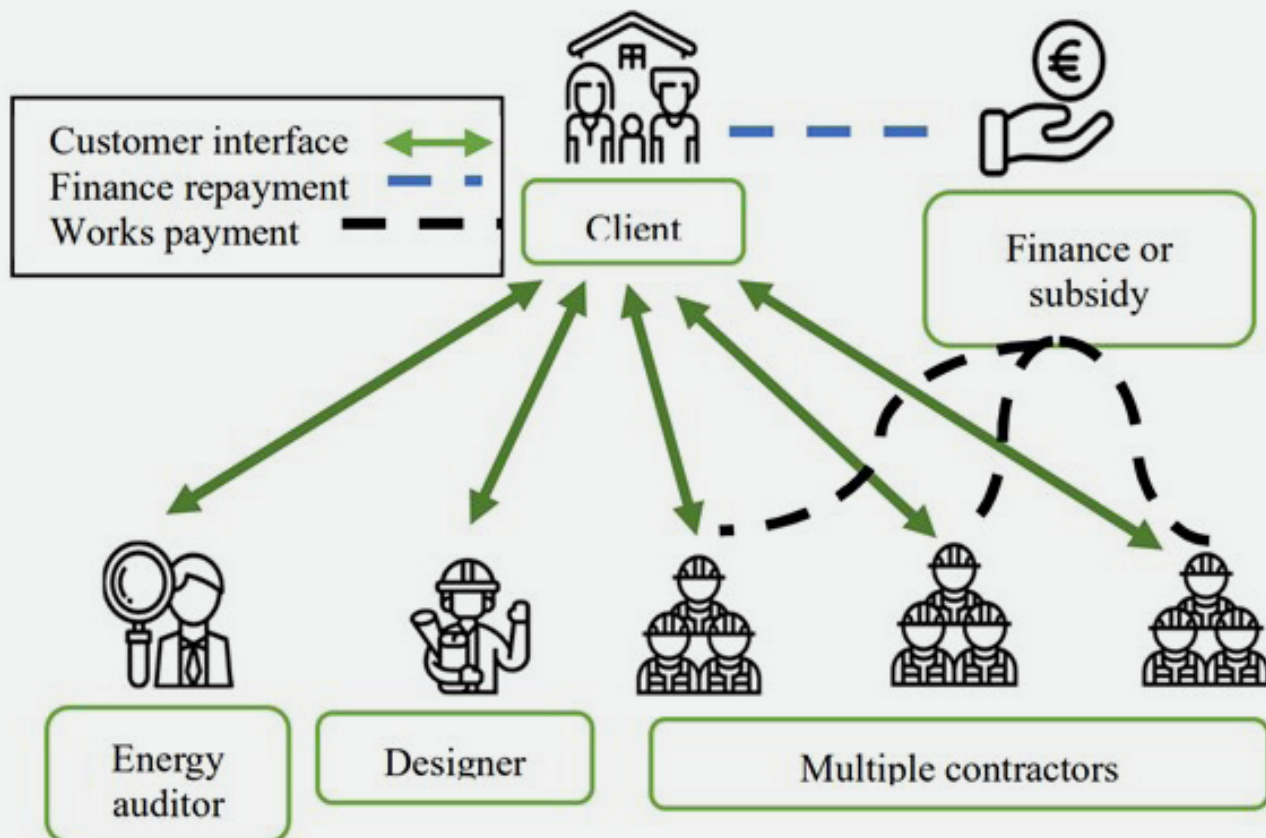 Customer interface
Finance repayment
Works payment
€
Client
Finance or
subsidy
Energy
auditor
Designer
Multiple contractors